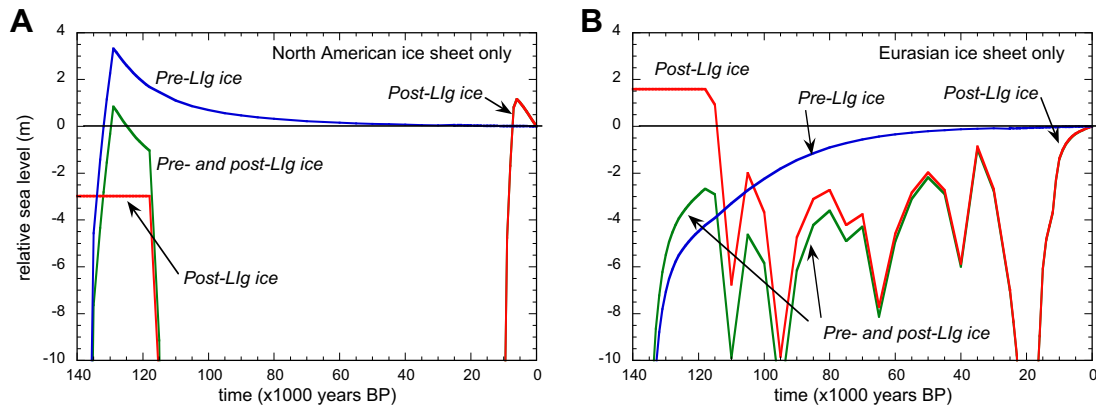 A
North American ice sheet only
Pre-LIg ice
Post-LIg ice
Pre- and post-LIg ice
Post-LIg ice
relative sea level (m)
4
2
0
-2
-4
-6
-8
-10
140 120 100 80 60 40 20 0
time (x1000 years BP)
B
Eurasian ice sheet only
Post-LIg ice
Pre-LIg ice
Post-LIg ice
Pre- and post-LIg ice
4
2
0
-2
-4
-6
-8
-10
140 120 100 80 60 40 20 0
time (x1000 years BP)